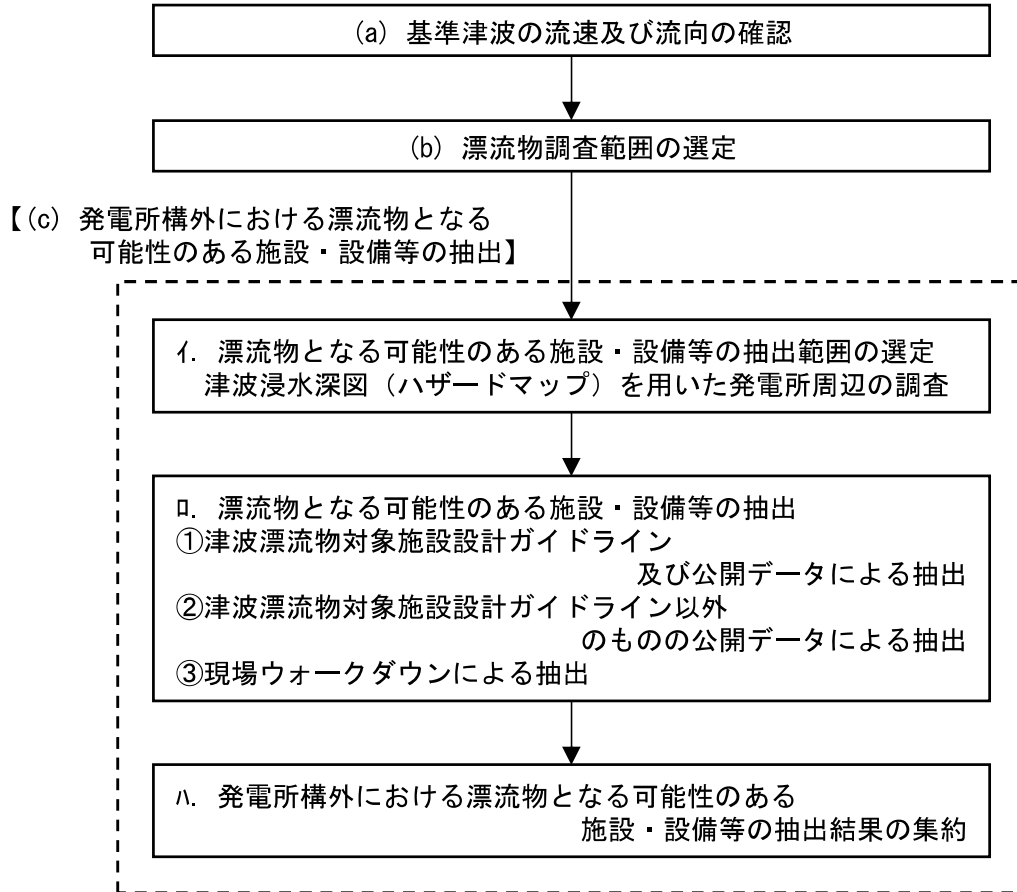 (a) 基準津波の流速及び流向の確認
(b) 漂流物調査範囲の選定
【(c) 発電所構外における漂流物となる
可能性のある施設・設備等の抽出】
ｲ. 漂流物となる可能性のある施設・設備等の抽出範囲の選定
津波浸水深図（ハザードマップ）を用いた発電所周辺の調査
ﾛ. 漂流物となる可能性のある施設・設備等の抽出
①津波漂流物対象施設設計ガイドライン
及び公開データによる抽出
②津波漂流物対象施設設計ガイドライン以外
のものの公開データによる抽出
③現場ウォークダウンによる抽出
ﾊ. 発電所構外における漂流物となる可能性のある
施設・設備等の抽出結果の集約